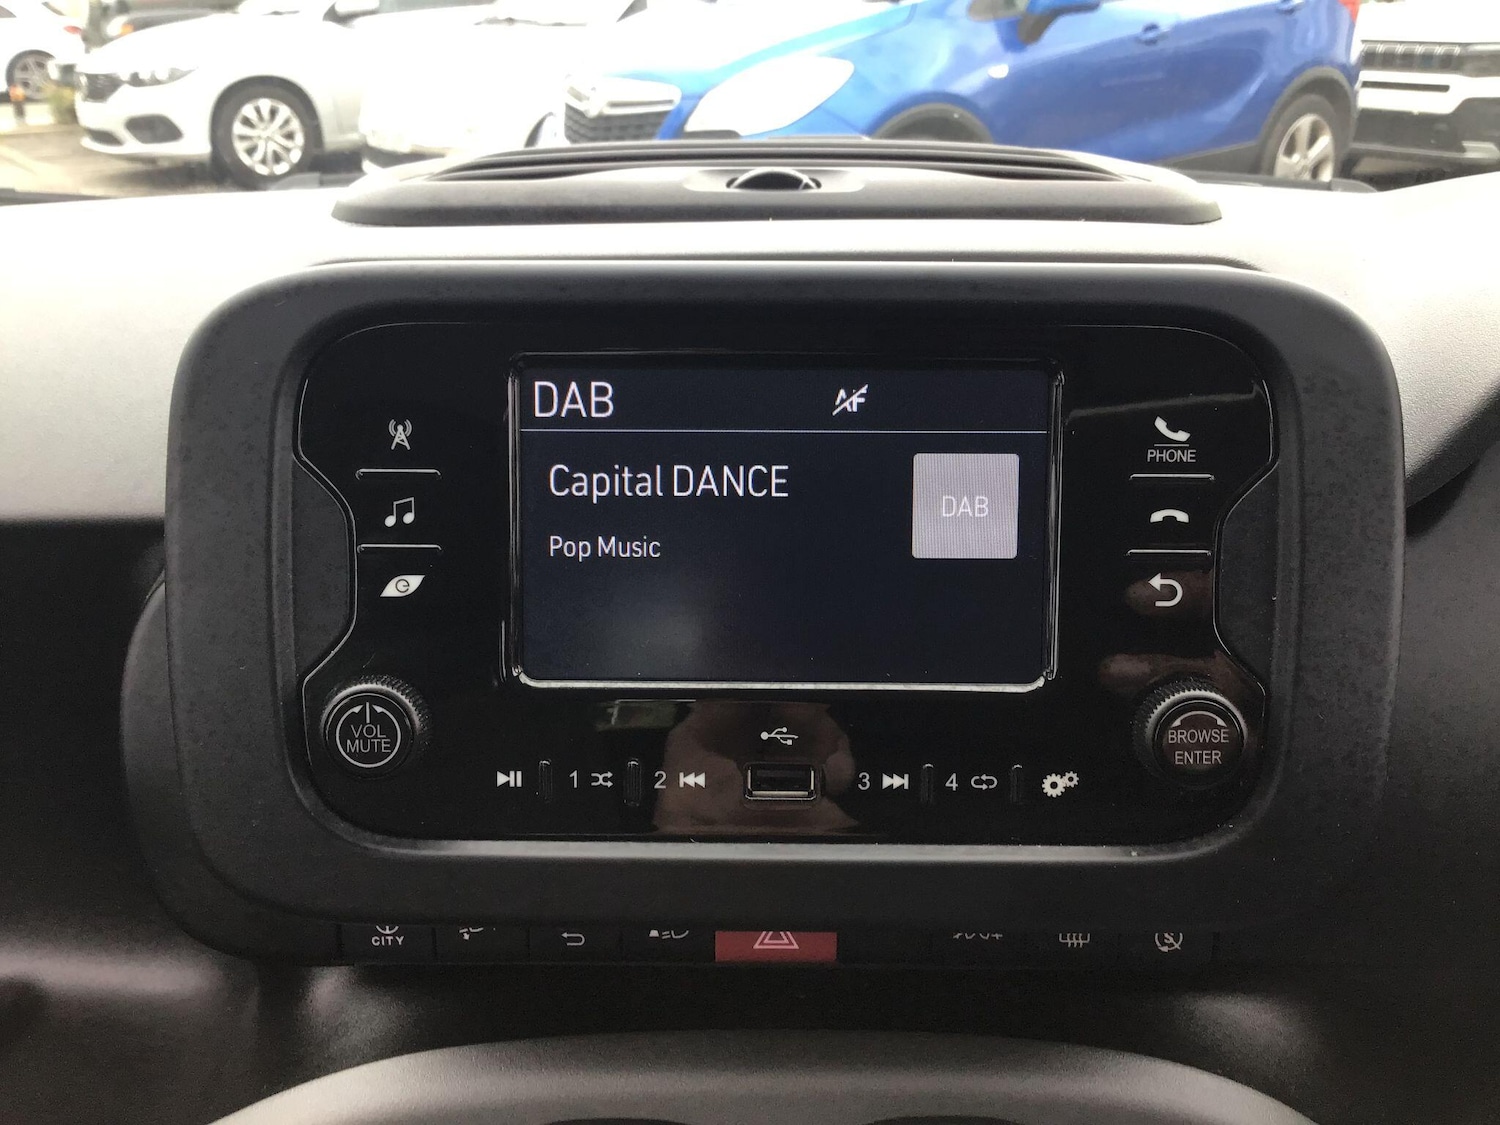 DAB AF
Capital DANCE
DAB
Pop Music
PHONE
VOL
MUTE
BROWSE
ENTER
1 2 3 4
CITY